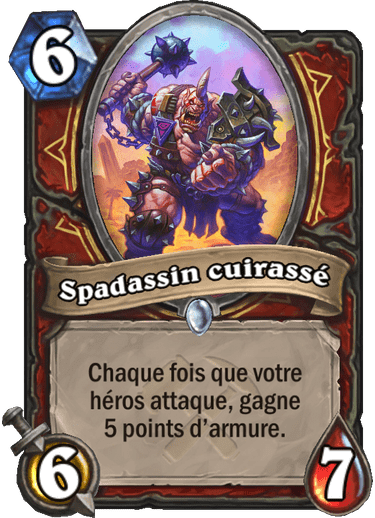 6
Spadassin cuirassé
Chaque fois que votre
héros attaque, gagne
5 points d'armure.
6
7